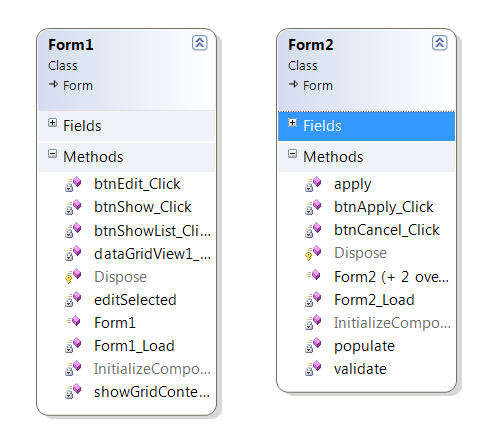 Form1
Class
Form
Fields
Methods
btnEdit_Click
btnShow_Click
btnShowList_Cli...
dataGridView1_...
Dispose
editSelected
Form1
Form1_Load
InitializeCompo...
showGridConte...
Form2
Class
Form
Fields
Methods
apply
btnApply_Click
btnCancel_Click
Dispose
Form2 (+ 2 ove...
Form2_Load
InitializeCompo...
populate
validate